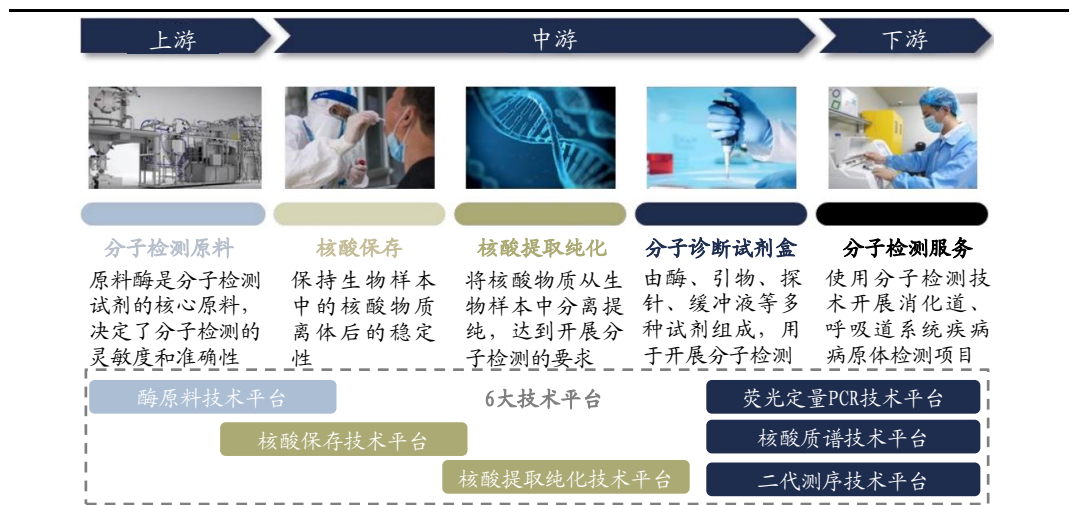 上游
中游
下游
分子检测原料
原料酶是分子检测
试剂的核心原料，
决定了分子检测的
灵敏度和准确性
核酸保存
保持生物样本
中的核酸物质
离体后的稳定
性
核酸提取纯化
将核酸物质从生
物样本中分离提
纯，达到开展分
子检测的要求
分子诊断试剂盒
由酶、引物、探
针、缓冲液等多
种试剂组成，用
于开展分子检测
分子检测服务
使用分子检测技
术开展消化道、
呼吸道系统疾病
病原体检测项目
酶原料技术平台
6大技术平台
荧光定量PCR技术平台
核酸保存技术平台
核酸质谱技术平台
核酸提取纯化技术平台
二代测序技术平台